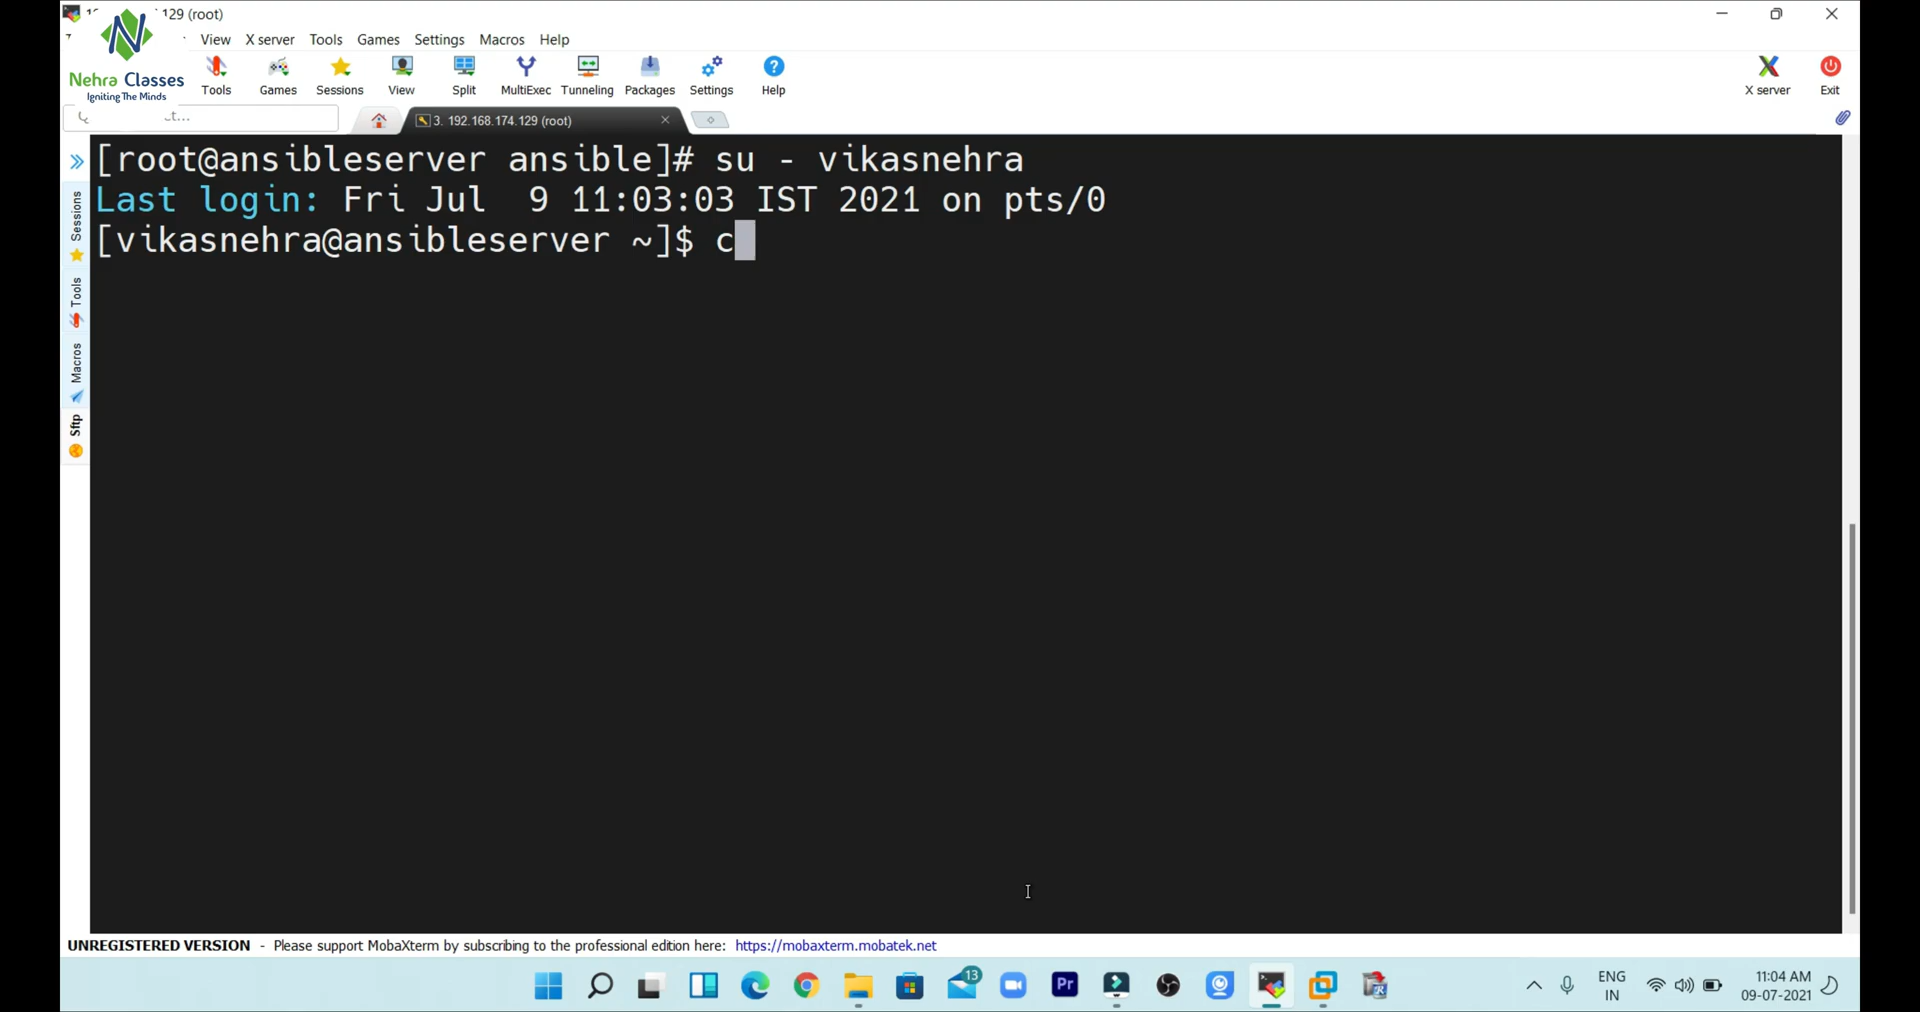 129 (root)
View X server Tools Games Settings Macros Help
Nehra Classes
Igniting The Minds
Tools Games Sessions View Split MultiExec Tunneling Packages Settings Help X server Exit
3. 192.168.174.129 (root)
[root@ansibleserver ansible]# su - vikasnehra
Last login: Fri Jul  9 11:03:03 IST 2021 on pts/0
[vikasnehra@ansibleserver ~]$ c
Sessions
Tools
Macros
Sftp
UNREGISTERED VERSION - Please support MobaXterm by subscribing to the professional edition here: https://mobaxterm.mobatek.net
13
Pr
ENG
IN
11:04 AM
09-07-2021